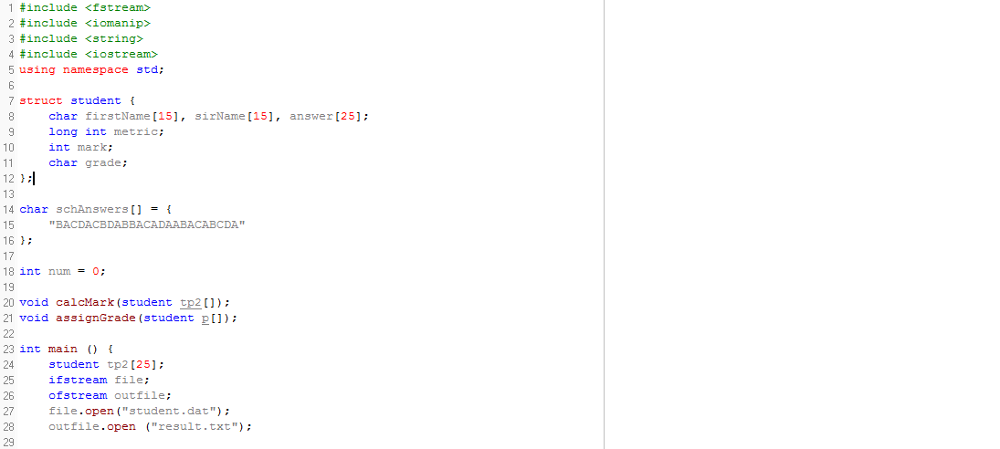 1 #include <fstream>
2 #include <iomanip>
3 #include <string>
4 #include <iostream>
5 using namespace std;
6
7 struct student {
8     char firstName[15], sirName[15], answer[25];
9     long int metric;
10     int mark;
11     char grade;
12 };
13
14 char schAnswers[] = {
15     "BACDACBDABBACADAABACABCDA"
16 };
17
18 int num = 0;
19
20 void calcMark(student tp2[]);
21 void assignGrade(student p[]);
22
23 int main () {
24     student tp2[25];
25     ifstream file;
26     ofstream outfile;
27     file.open("student.dat");
28     outfile.open ("result.txt");
29